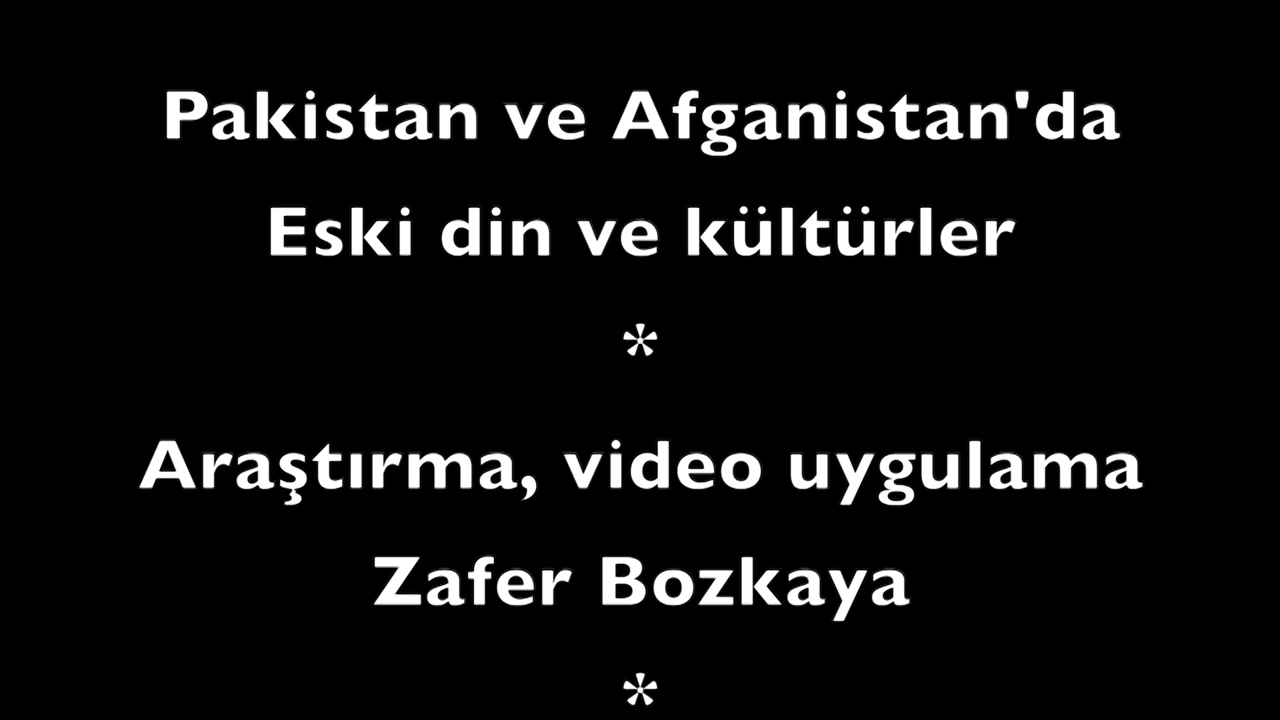 Pakistan ve Afganistan'da
Eski din ve kültürler
*
Araştırma, video uygulama
Zafer Bozkaya
*